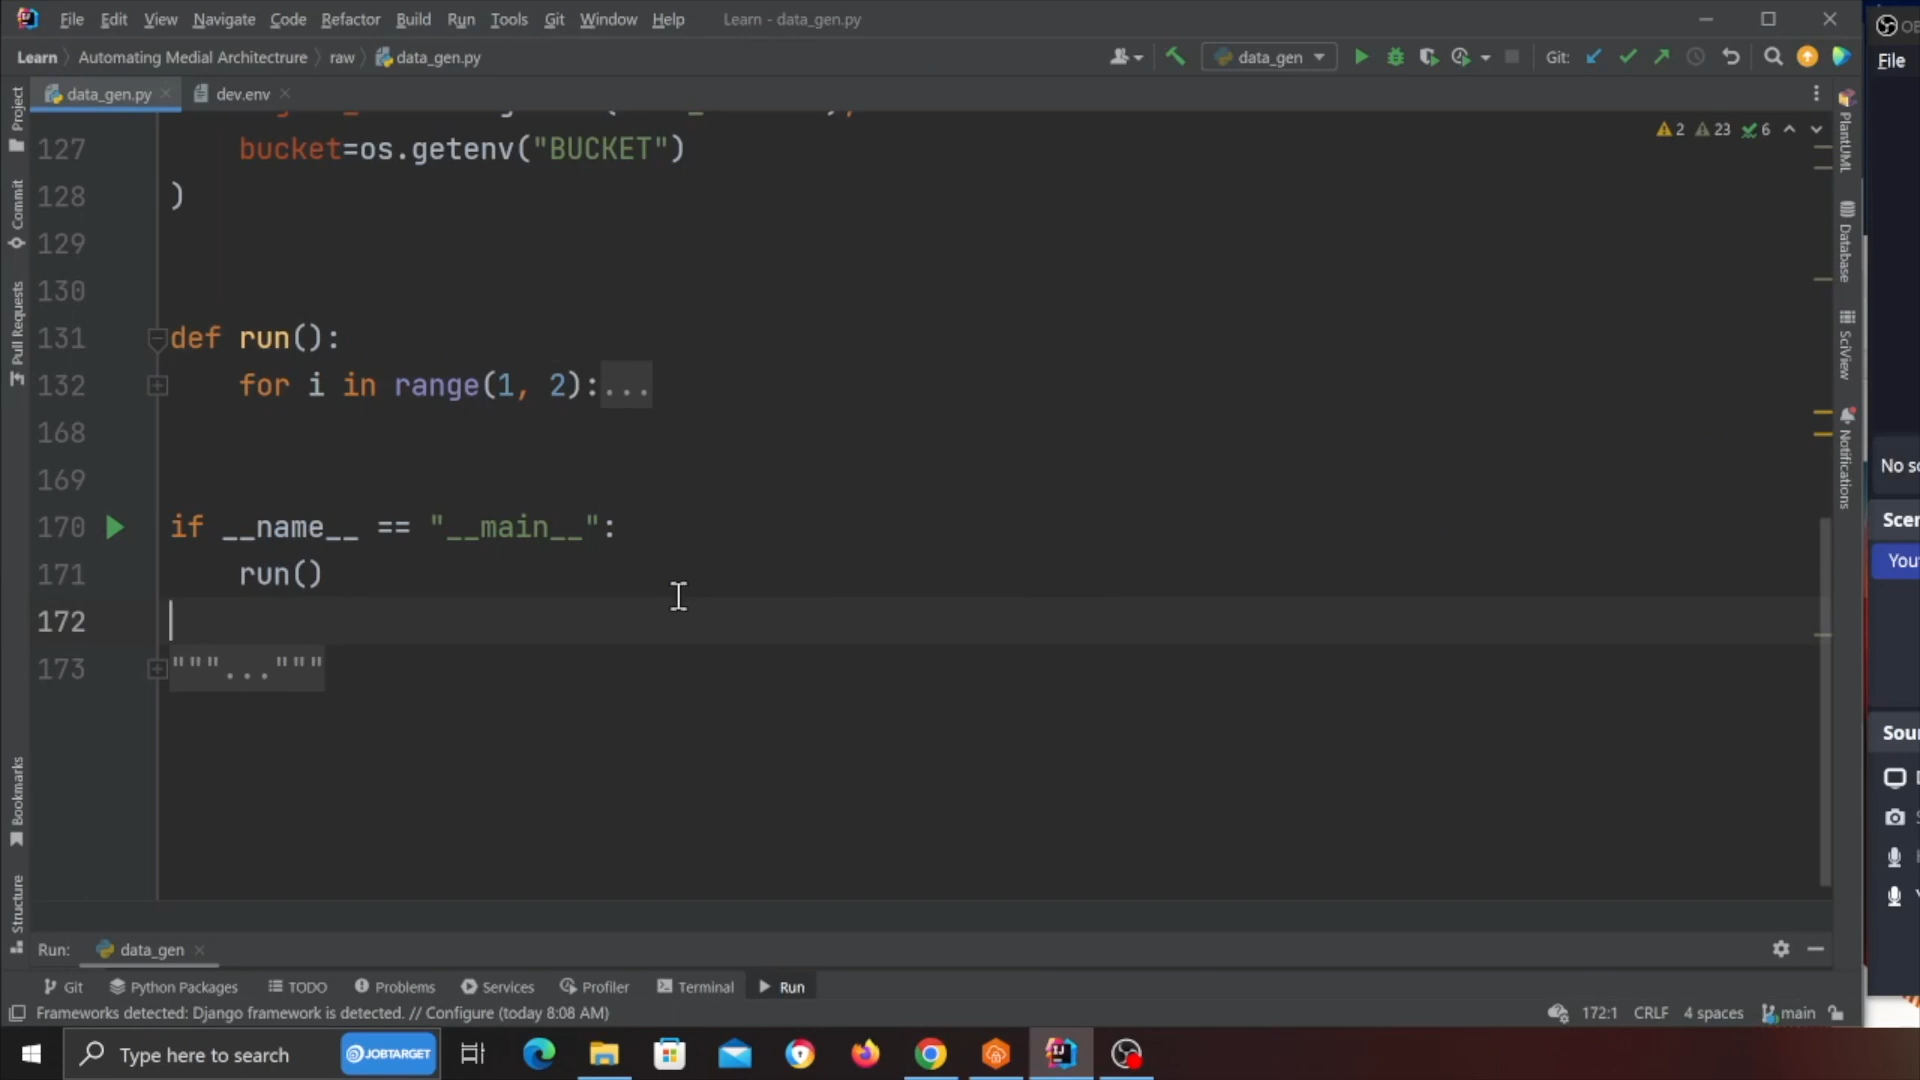 File Edit View Navigate Code Refactor Build Run Tools Git Window Help Learn - data_gen.py
Learn Automating Medial Architectrure raw data_gen.py data_gen Git:
data_gen.py dev.env
2 23 6
127 bucket=os.getenv("BUCKET")
128 )
129
130
131 def run():
132 for i in range(1, 2):...
168
169
170 if __name__ == "__main__":
171 run()
172
173 """..."""
Project
Commit
Pull Requests
Bookmarks
Structure
PlantUML
Database
SciView
Notifications
File
No
Run: data_gen
Git Python Packages TODO Problems Services Profiler Terminal Run
Frameworks detected: Django framework is detected. // Configure (today 8:08 AM) 172:1 CRLF 4 spaces main
Type here to search JOBTARGET